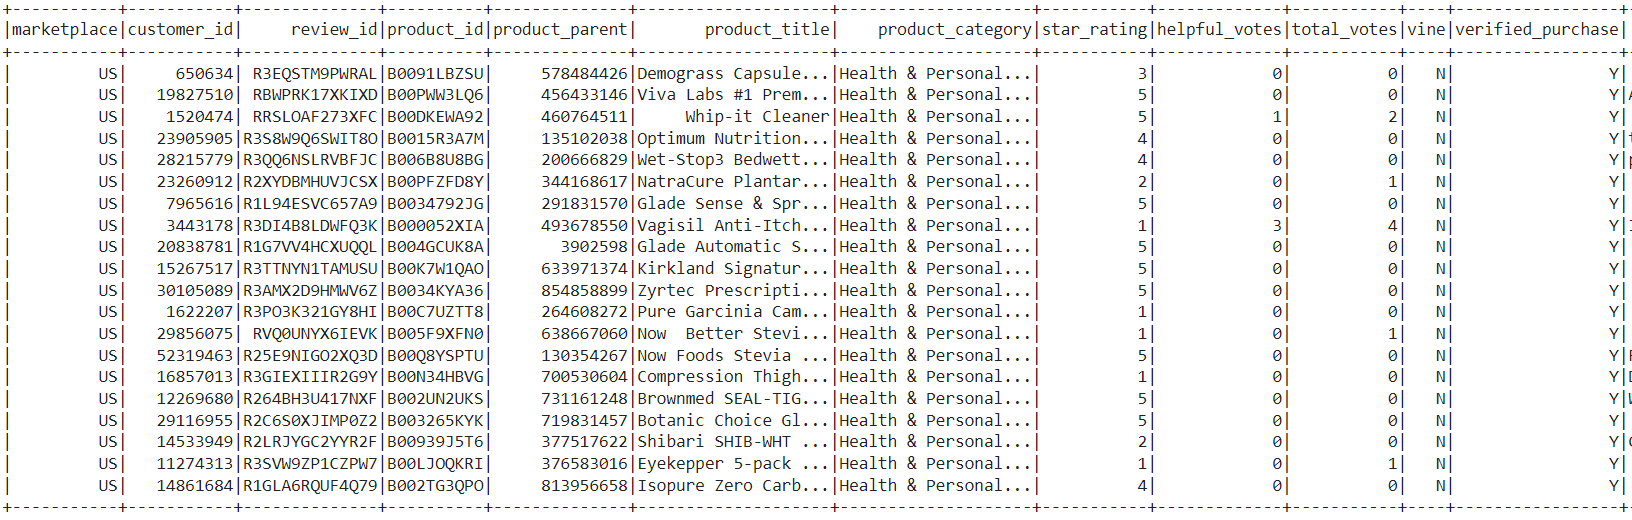 +-----------+-----------+--------------+----------+--------------+--------------------+--------------------+-----------+-------------+-----------+----+-----------------+
|marketplace|customer_id|     review_id|product_id|product_parent|       product_title|    product_category|star_rating|helpful_votes|total_votes|vine|verified_purchase|
+-----------+-----------+--------------+----------+--------------+--------------------+--------------------+-----------+-------------+-----------+----+-----------------+
|         US|     650634| R3EQSTM9PWRAL|B0091LBZSU|     578484426|Demograss Capsule...|Health & Personal...|          3|            0|          0|   N|                Y|
|         US|   19827510| RBWPRK17XKIXD|B00PWW3LQ6|     456433146|Viva Labs #1 Prem...|Health & Personal...|          5|            0|          0|   N|                Y|
|         US|    1520474| RRSLOAF273XFC|B00DKEWA92|     460764511|     Whip-it Cleaner|Health & Personal...|          5|            1|          2|   N|                Y|
|         US|   23905905|R3S8W9Q6SWIT8O|B0015R3A7M|     135102038|Optimum Nutrition...|Health & Personal...|          4|            0|          0|   N|                Y|
|         US|   28215779|R3QQ6NSLRVBFJC|B006B8U8BG|     200666829|Wet-Stop3 Bedwett...|Health & Personal...|          4|            0|          0|   N|                Y|
|         US|   23260912|R2XYDBMHUVJCSX|B00PFZFD8Y|     344168617|NatraCure Plantar...|Health & Personal...|          2|            0|          1|   N|                Y|
|         US|    7965616|R1L94ESVC657A9|B0034792JG|     291831570|Glade Sense & Spr...|Health & Personal...|          5|            0|          0|   N|                Y|
|         US|    3443178|R3DI4B8LDWFQ3K|B000052XIA|     493678550|Vagisil Anti-Itch...|Health & Personal...|          1|            3|          4|   N|                Y|
|         US|   20838781|R1G7VV4HCXUQQL|B004GCUK8A|       3902598|Glade Automatic S...|Health & Personal...|          5|            0|          0|   N|                Y|
|         US|   15267517|R3TTNYN1TAMUSU|B00K7W1QAO|     633971374|Kirkland Signatur...|Health & Personal...|          5|            0|          0|   N|                Y|
|         US|   30105089|R3AMX2D9HMWV6Z|B0034KYA36|     854858899|Zyrtec Prescripti...|Health & Personal...|          5|            0|          0|   N|                Y|
|         US|    1622207|R3PO3K321GY8HI|B00C7UZTT8|     264608272|Pure Garcinia Cam...|Health & Personal...|          1|            0|          0|   N|                Y|
|         US|   29856075| RVQ0UNYX6IEVK|B005F9XFN0|     638667060|Now  Better Stevi...|Health & Personal...|          1|            0|          1|   N|                Y|
|         US|   52319463|R25E9NIGO2XQ3D|B00Q8YSPTU|     130354267|Now Foods Stevia ...|Health & Personal...|          5|            0|          0|   N|                Y|
|         US|   16857013|R3GIEXIIIR2G9Y|B00N34HBVG|     700530604|Compression Thigh...|Health & Personal...|          1|            0|          0|   N|                Y|
|         US|   12269680|R264BH3U417NXF|B002UN2UKS|     731161248|Brownmed SEAL-TIG...|Health & Personal...|          5|            0|          0|   N|                Y|
|         US|   29116955|R2C6S0XJIMP0Z2|B003265KYK|     719831457|Botanic Choice Gl...|Health & Personal...|          5|            0|          0|   N|                Y|
|         US|   14533949|R2LRJYGC2YYR2F|B00939J5T6|     377517622|Shibari SHIB-WHT ...|Health & Personal...|          2|            0|          0|   N|                Y|
|         US|   11274313|R3SVW9ZP1CZPW7|B00LJOQKRI|     376583016|Eyekepper 5-pack ...|Health & Personal...|          1|            0|          1|   N|                Y|
|         US|   14861684|R1GLA6RQUF4Q79|B002TG3QPO|     813956658|Isopure Zero Carb...|Health & Personal...|          4|            0|          0|   N|                Y|
+-----------+-----------+--------------+----------+--------------+--------------------+--------------------+-----------+-------------+-----------+----+-----------------+